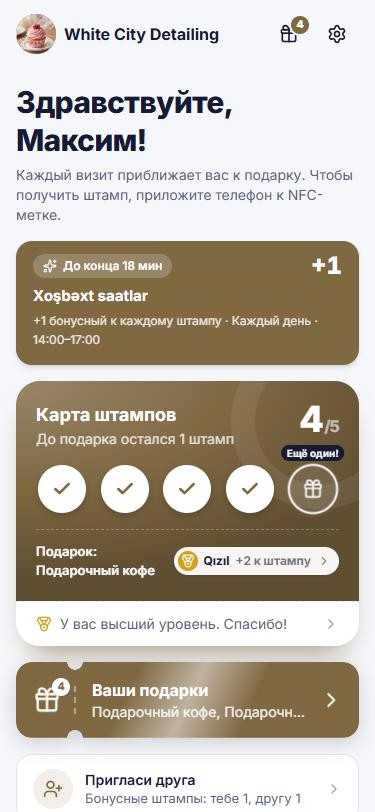 White City Detailing
4
Здравствуйте,
Максим!
Каждый визит приближает вас к подарку. Чтобы
получить штамп, приложите телефон к NFC-
метке.
До конца 18 мин
+1
Xoşbəxt saatlar
+1 бонусный к каждому штампу · Каждый день ·
14:00–17:00
Карта штампов
4/5
До подарка остался 1 штамп
Ещё один!
Подарок:
Подарочный кофе
Qızıl +2 к штампу
У вас высший уровень. Спасибо!
4
Ваши подарки
Подарочный кофе, Подарочн...
Пригласи друга
Бонусные штампы: тебе 1, другу 1